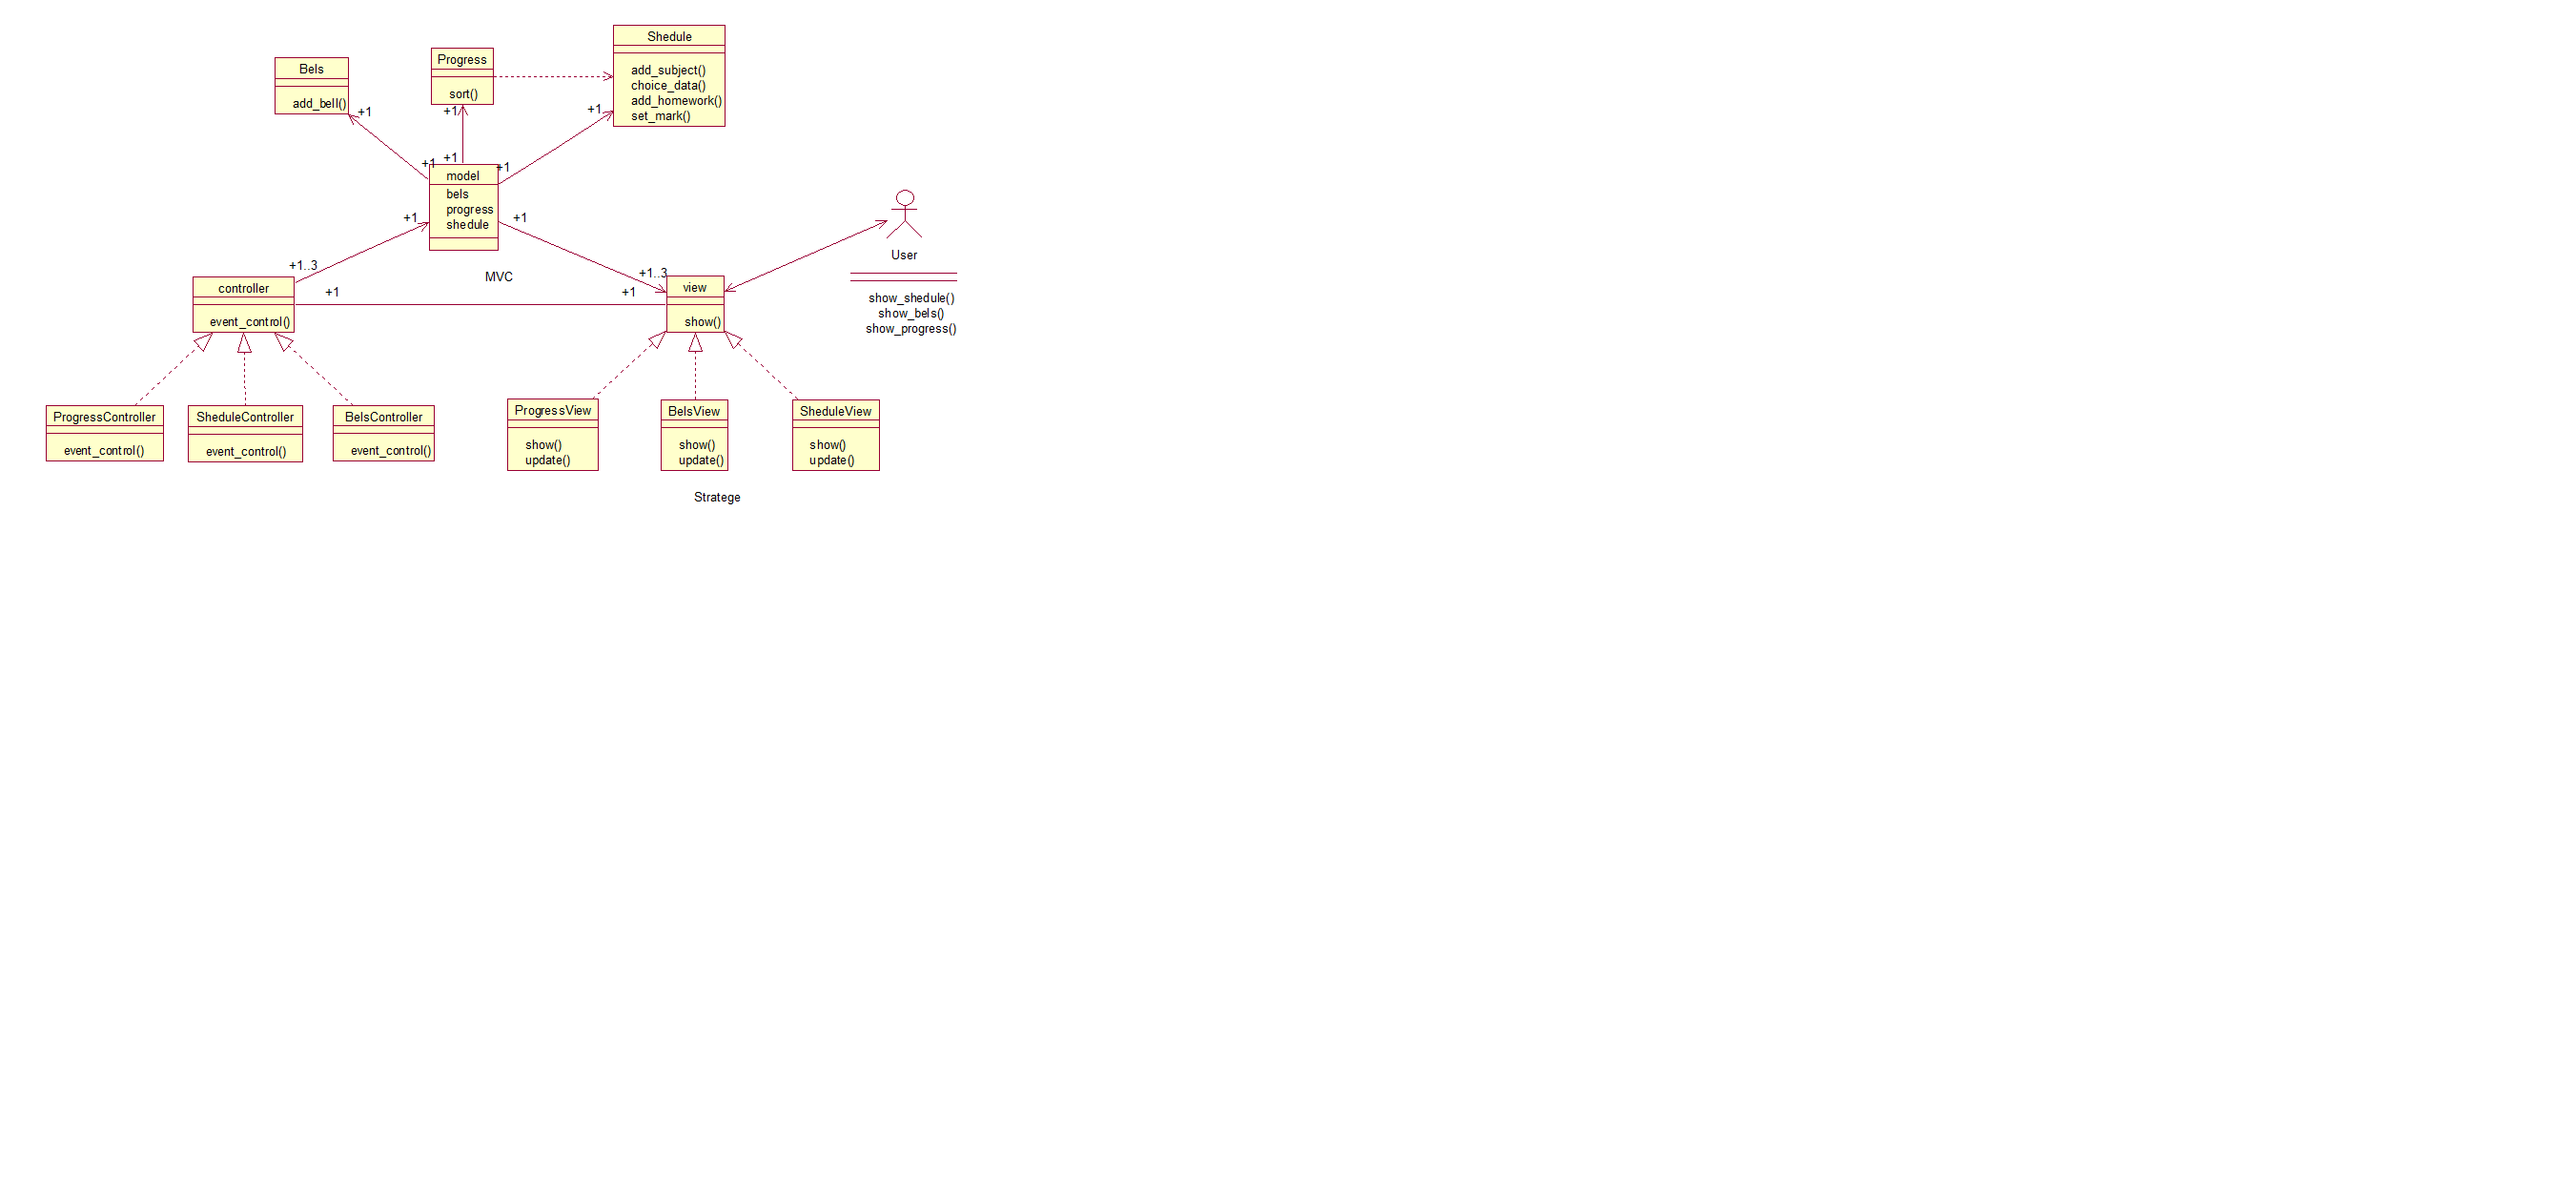 Shedule
add_subject()
choice_data()
add_homework()
set_mark()
Progress
sort()
Bels
add_bell()
+1
+1
+1
+1
+1
+1
model
bels
progress
shedule
+1
+1
+1..3
+1..3
MVC
User
show_shedule()
show_bels()
show_progress()
controller
event_control()
+1
+1
view
show()
ProgressController
event_control()
SheduleController
event_control()
BelsController
event_control()
ProgressView
show()
update()
BelsView
show()
update()
SheduleView
show()
update()
Stratege